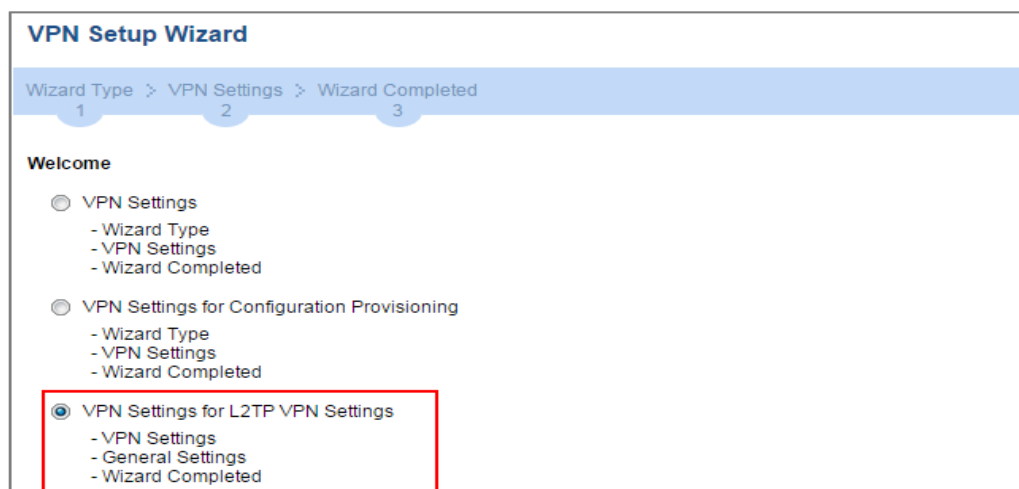 VPN Setup Wizard
Wizard Type > VPN Settings > Wizard Completed
1 2 3
Welcome
VPN Settings
- Wizard Type
- VPN Settings
- Wizard Completed
VPN Settings for Configuration Provisioning
- Wizard Type
- VPN Settings
- Wizard Completed
VPN Settings for L2TP VPN Settings
- VPN Settings
- General Settings
- Wizard Completed